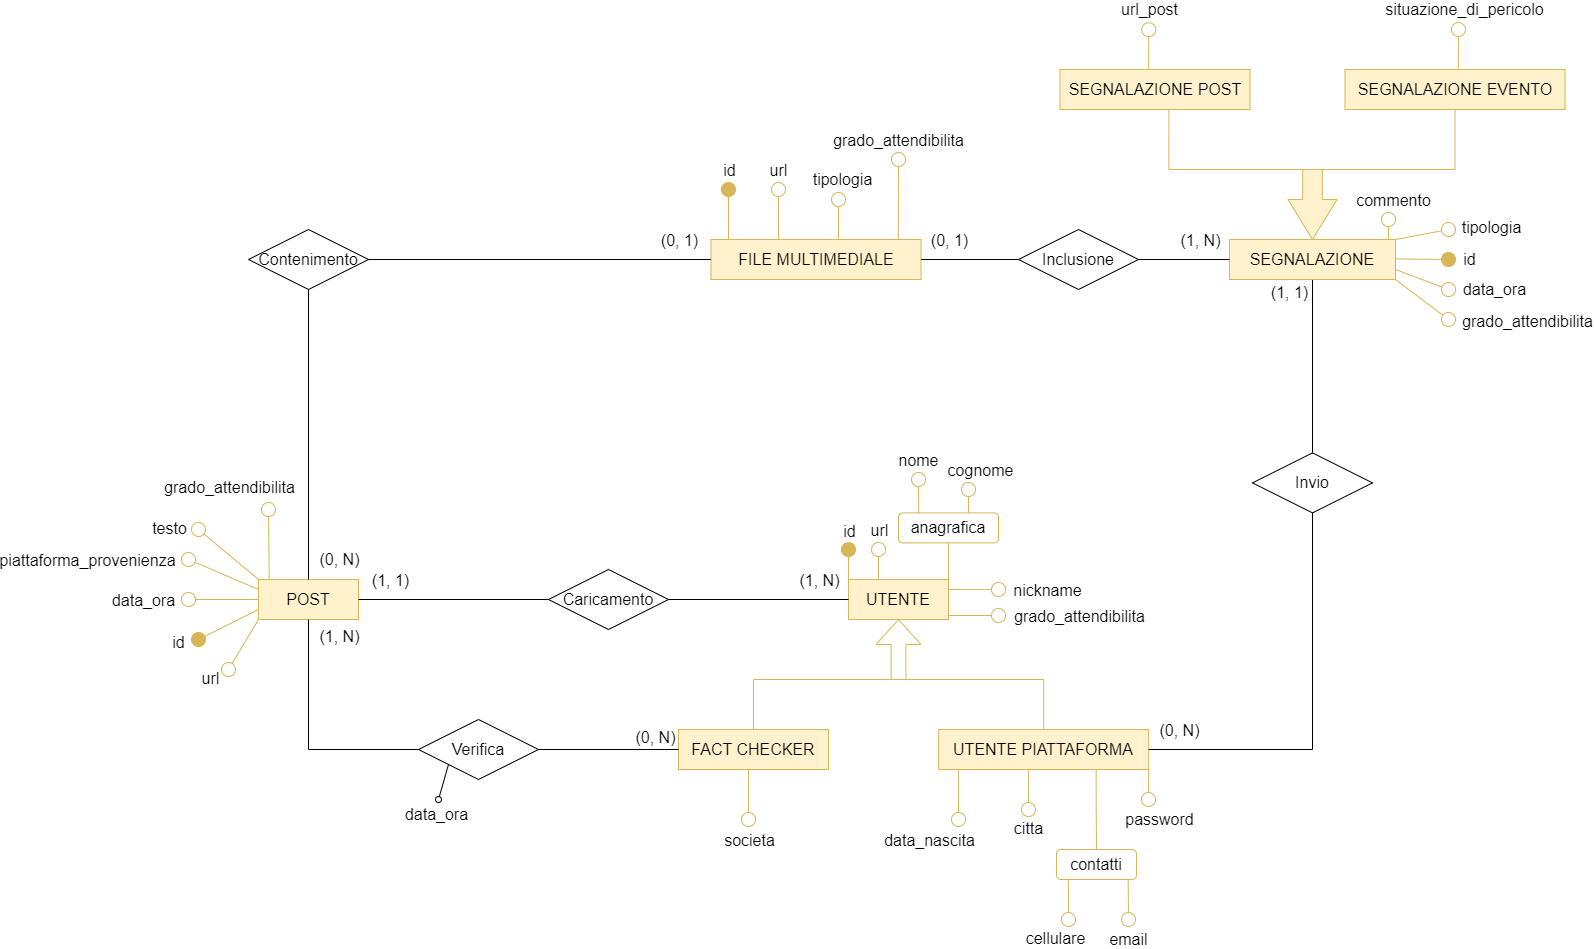 url_post
situazione_di_pericolo
SEGNALAZIONE POST
SEGNALAZIONE EVENTO
grado_attendibilita
id
url
tipologia
commento
tipologia
(0, 1)
(0, 1)
(1, N)
Contenimento
FILE MULTIMEDIALE
Inclusione
SEGNALAZIONE
id
(1, 1)
data_ora
grado_attendibilita
nome
cognome
grado_attendibilita
Invio
testo
anagrafica
id
url
piattaforma_provenienza
(0, N)
(1, 1)
(1, N)
nickname
data_ora
POST
Caricamento
UTENTE
grado_attendibilita
id
(1, N)
url
(0, N)
(0, N)
Verifica
FACT CHECKER
UTENTE PIATTAFORMA
data_ora
password
citta
societa
data_nascita
contatti
cellulare
email